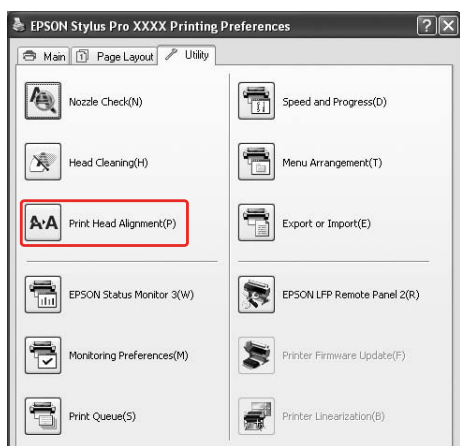 EPSON Stylus Pro XXXX Printing Preferences
Main Page Layout Utility
Nozzle Check(N)
Speed and Progress(D)
Head Cleaning(H)
Menu Arrangement(T)
Print Head Alignment(P)
Export or Import(E)
EPSON Status Monitor 3(W)
EPSON LFP Remote Panel 2(R)
Monitoring Preferences(M)
Printer Firmware Update(F)
Print Queue(S)
Printer Linearization(B)